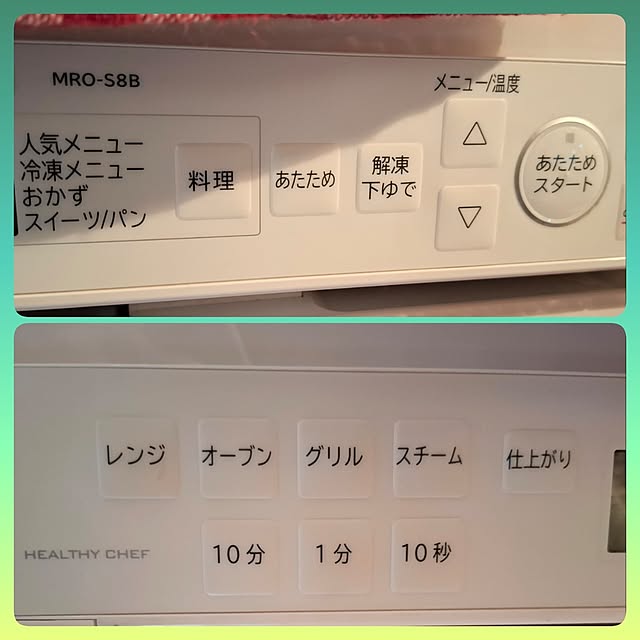 MRO-S8B
メニュー/温度
人気メニュー
冷凍メニュー
おかず
スイーツ/パン
料理
あたため
解凍
下ゆで
△
▽
あたため
スタート
レンジ
オーブン
グリル
スチーム
仕上がり
HEALTHY CHEF
10分
1分
10秒